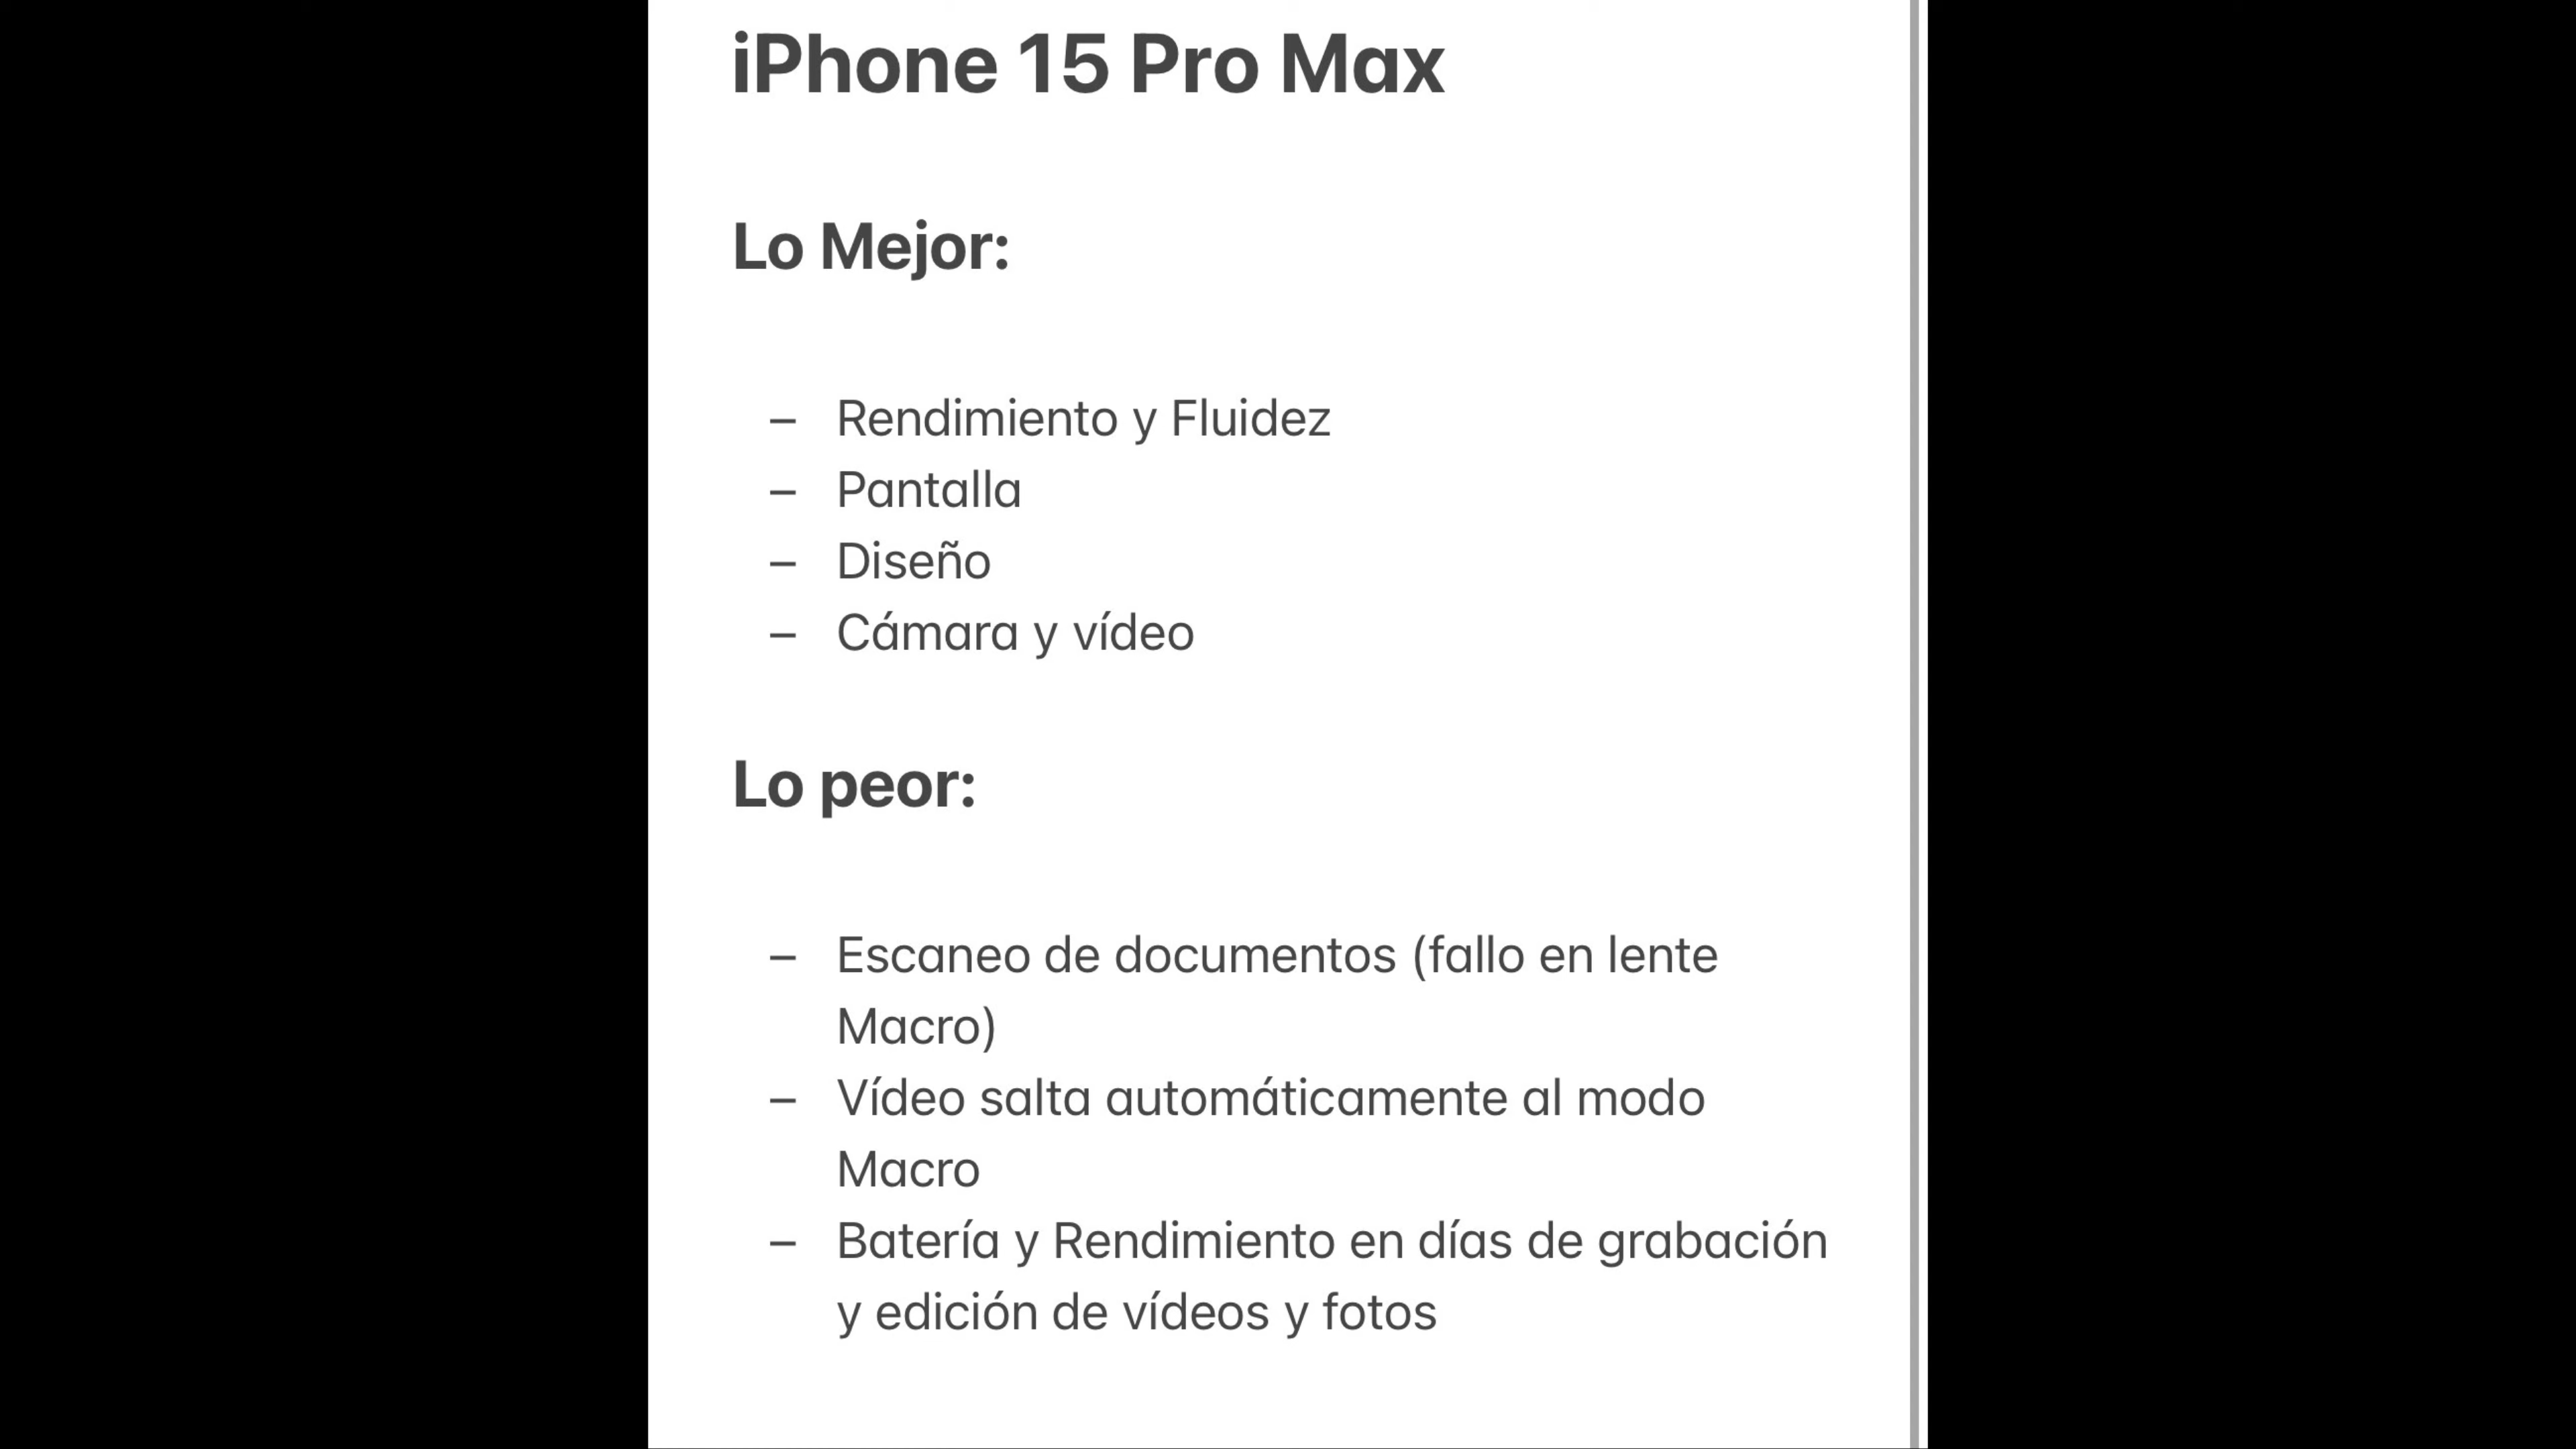 iPhone 15 Pro Max
Lo Mejor:
– Rendimiento y Fluidez
– Pantalla
– Diseño
– Cámara y vídeo
Lo peor:
– Escaneo de documentos (fallo en lente
Macro)
– Vídeo salta automáticamente al modo
Macro
– Batería y Rendimiento en días de grabación
y edición de vídeos y fotos